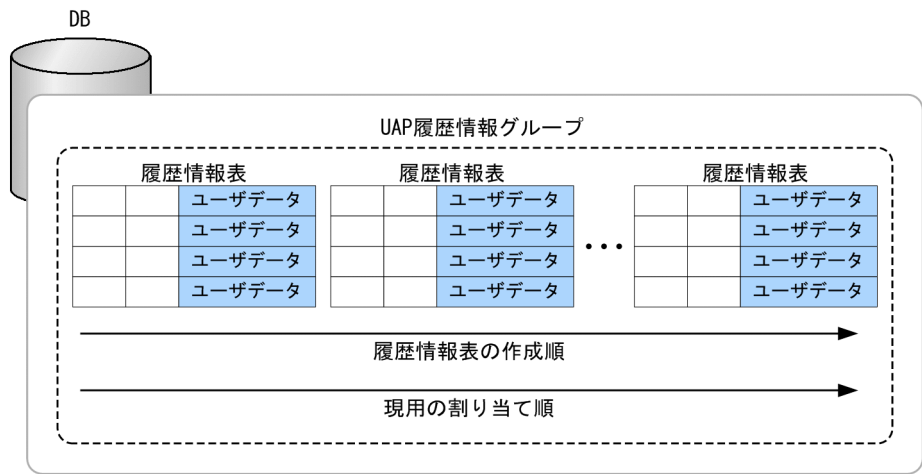 DB
UAP履歴情報グループ
履歴情報表 履歴情報表 履歴情報表
ユーザデータ ユーザデータ ユーザデータ
ユーザデータ ユーザデータ ユーザデータ
ユーザデータ ユーザデータ ユーザデータ
ユーザデータ ユーザデータ ユーザデータ
履歴情報表の作成順
現用の割り当て順